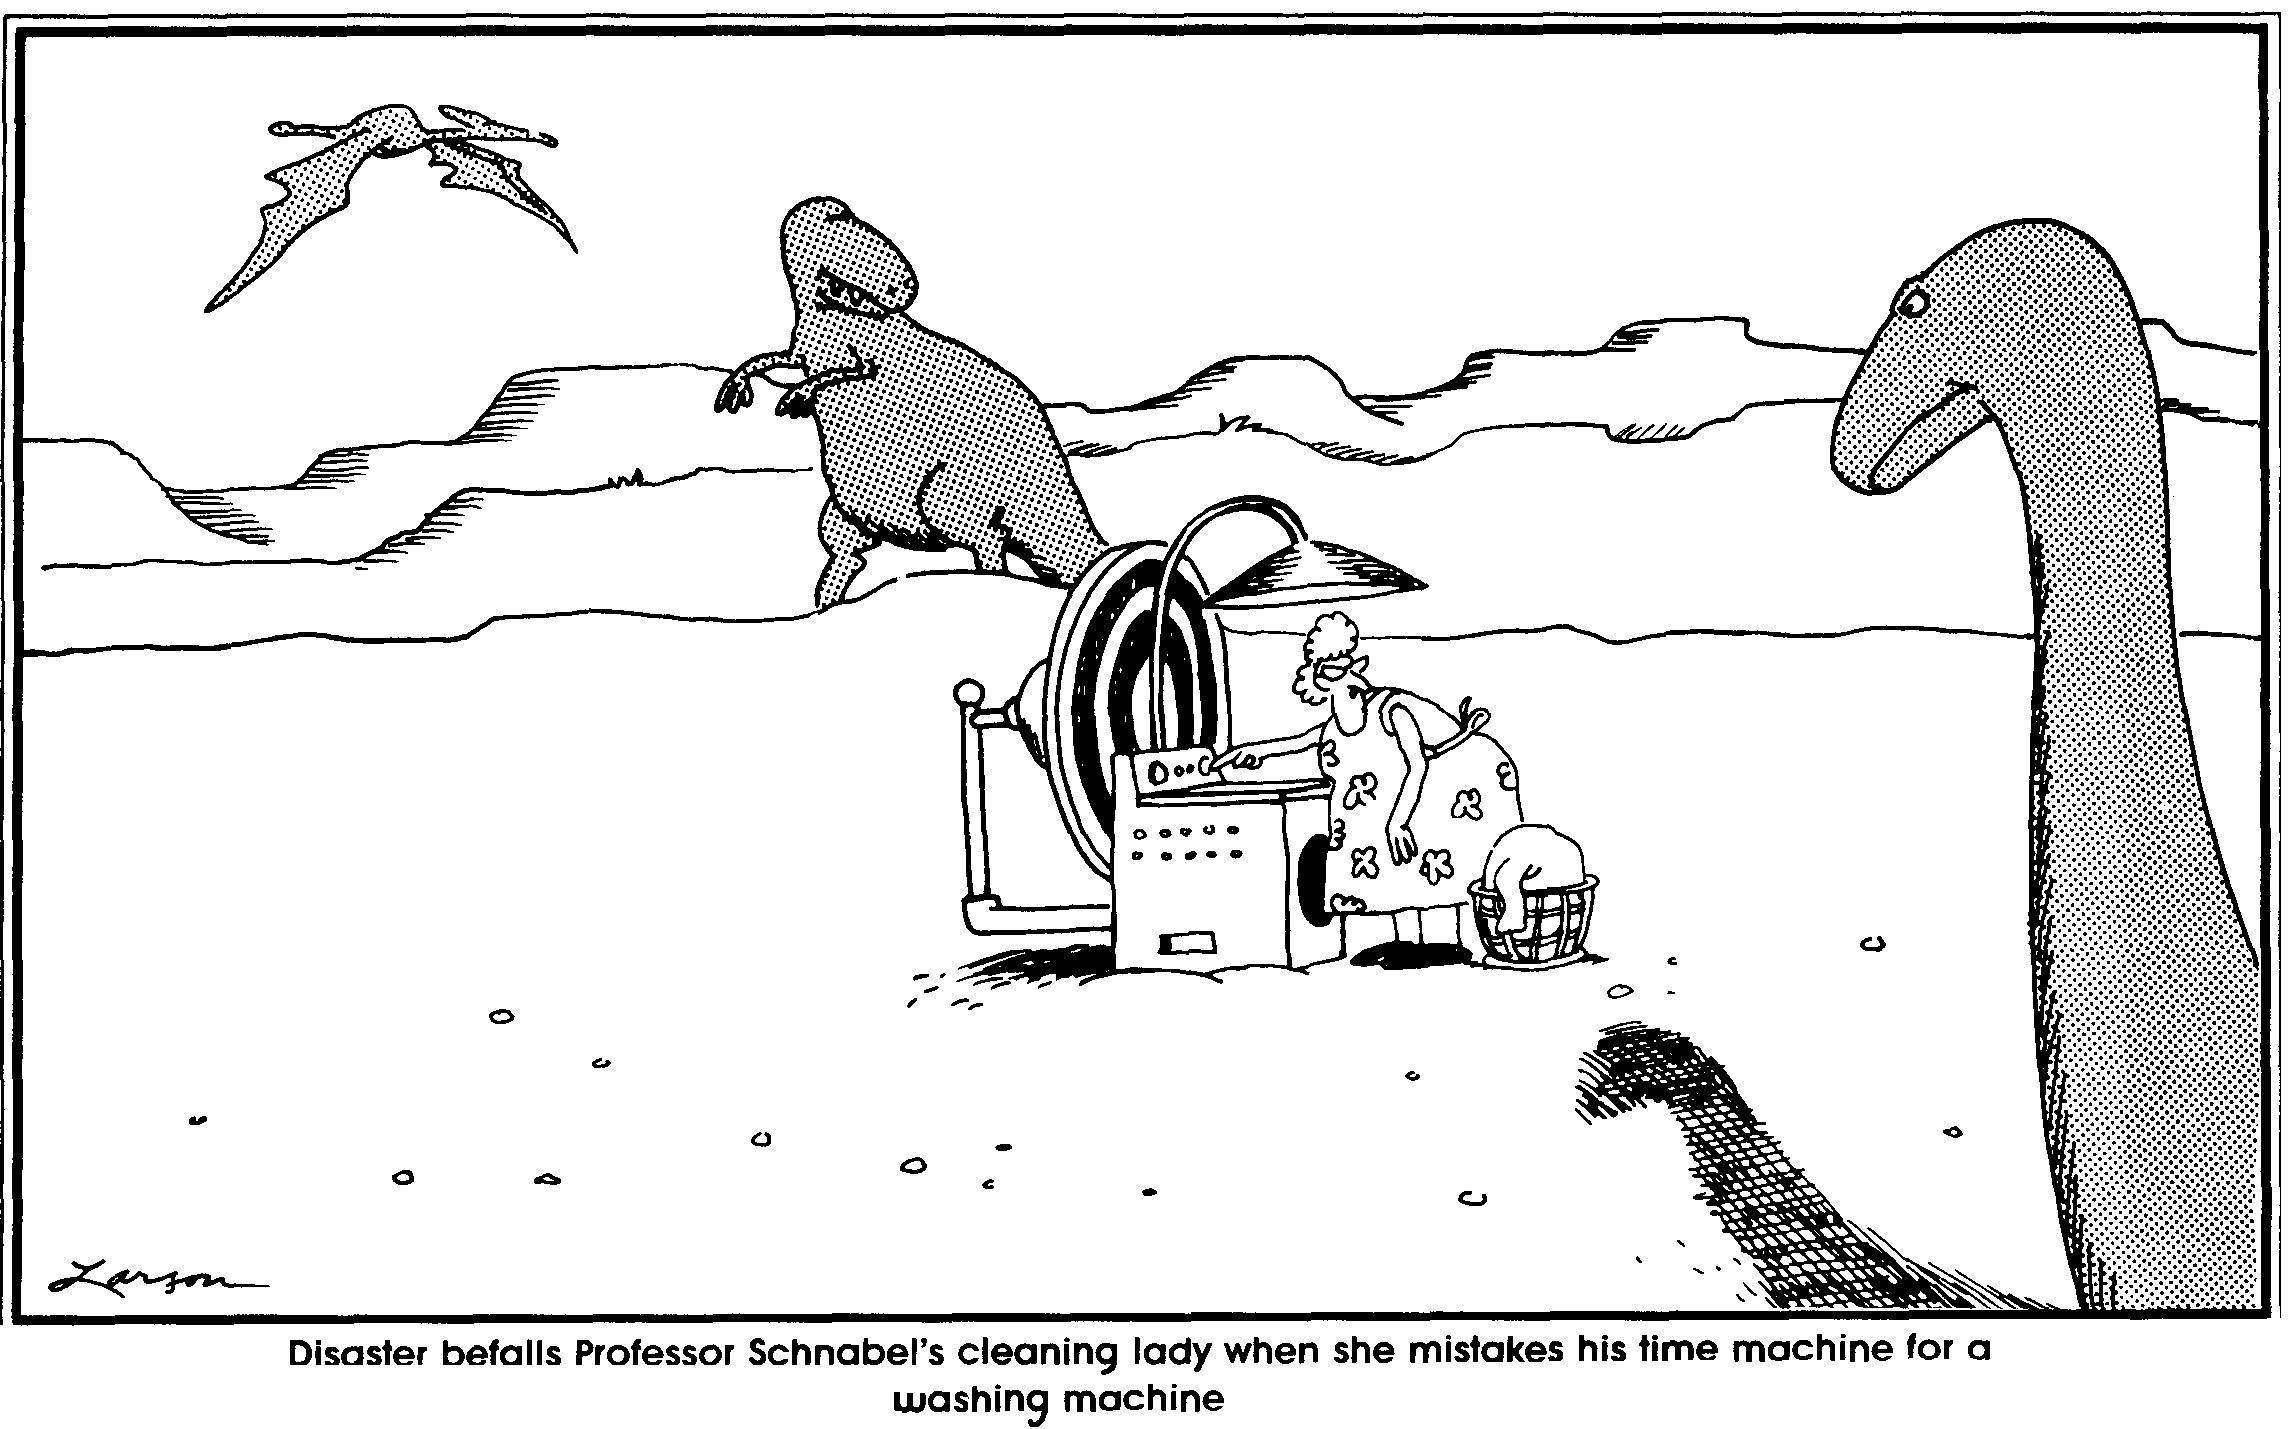 Larson
Disaster befalls Professor Schnabel's cleaning lady when she mistakes his time machine for a
washing machine